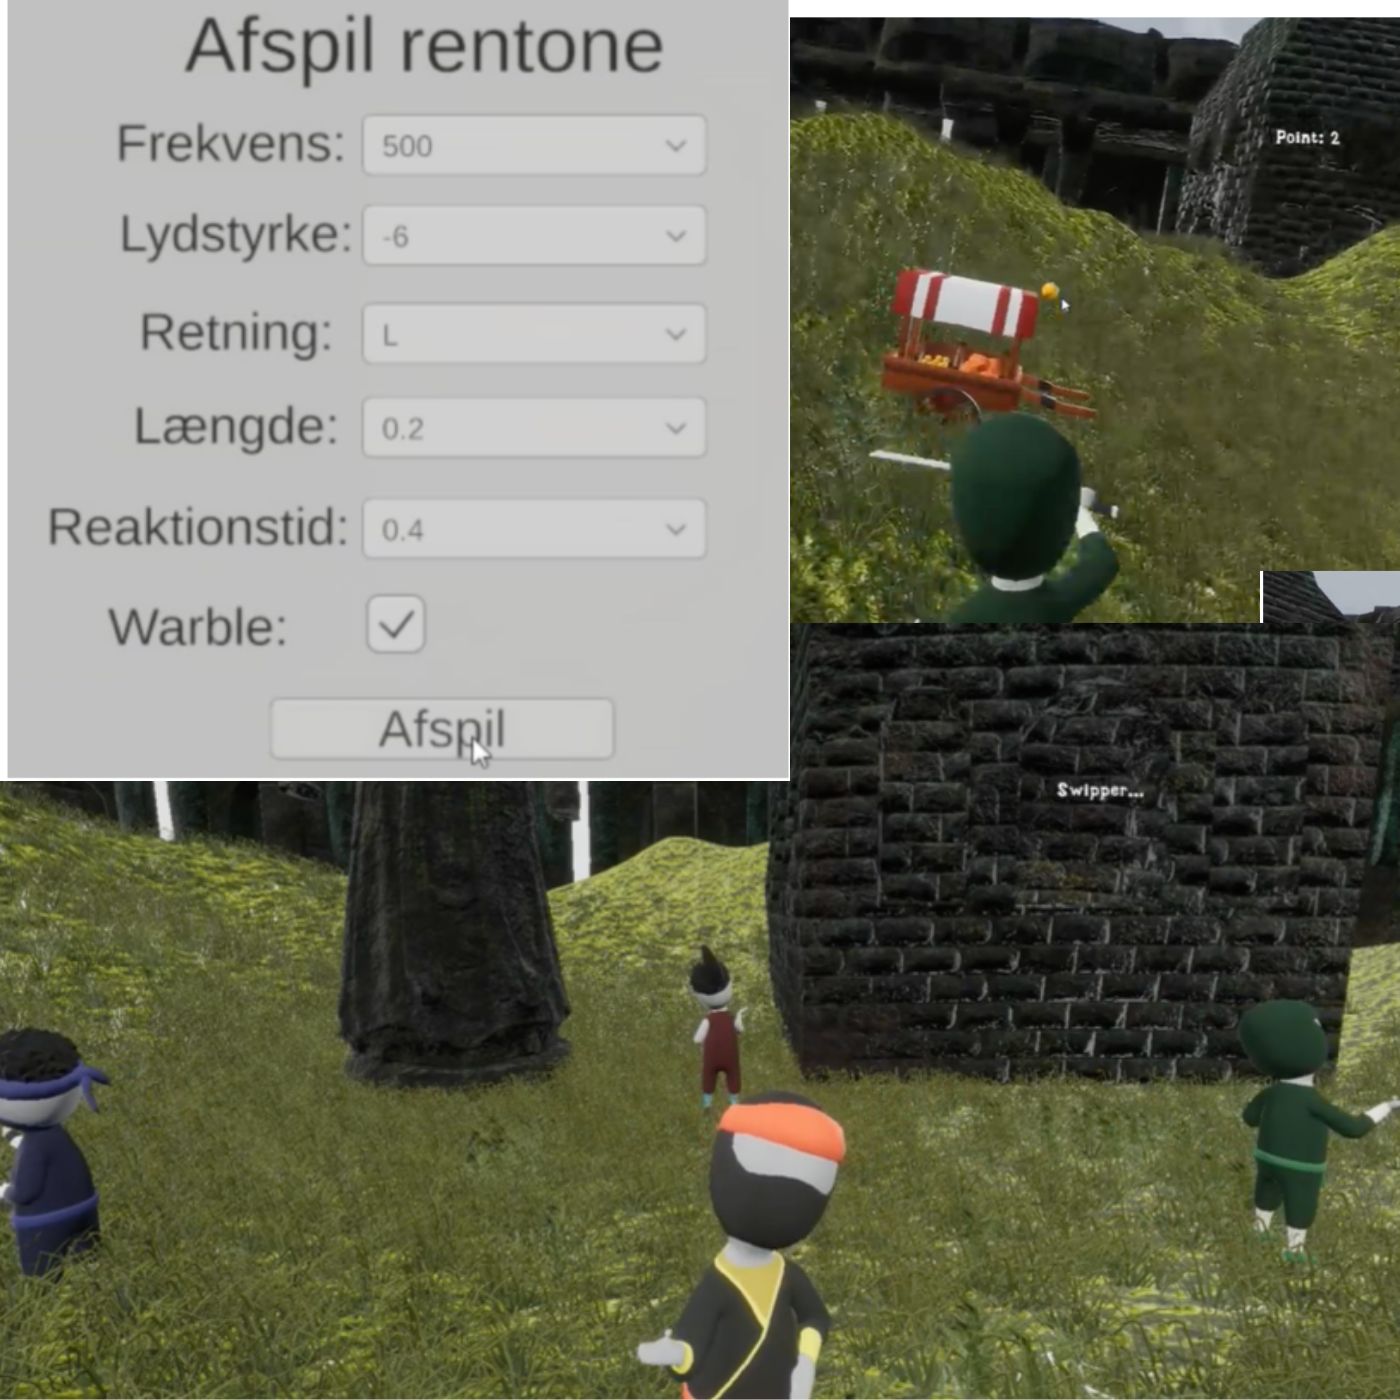 Afspil rentone
Frekvens: 500
Lydstyrke: -6
Retning: L
Længde: 0.2
Reaktionstid: 0.4
Warble:
Afspil
Point: 2
Swipper...